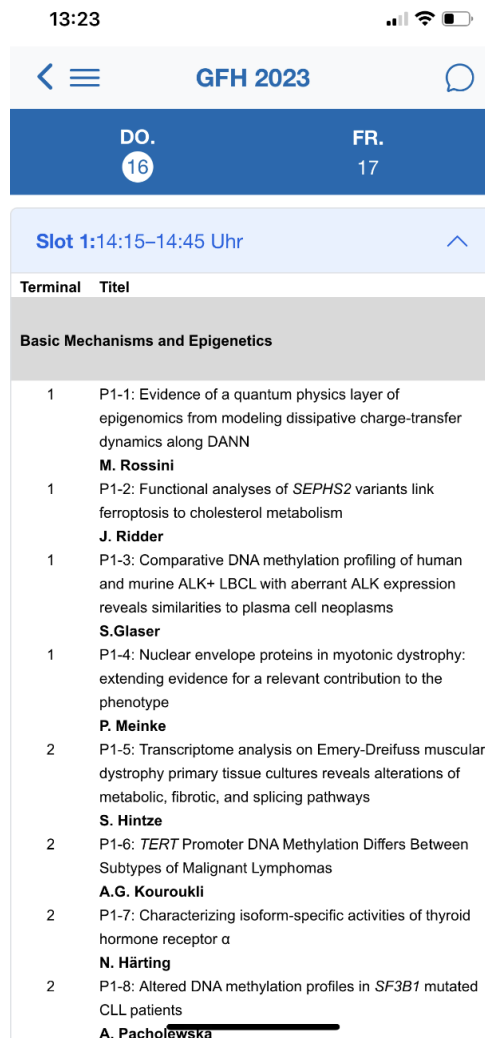 13:23
GFH 2023
DO.
FR.
16
17
Slot 1:14:15–14:45 Uhr
Terminal Titel
Basic Mechanisms and Epigenetics
1 P1-1: Evidence of a quantum physics layer of
epigenomics from modeling dissipative charge-transfer
dynamics along DANN
M. Rossini
1 P1-2: Functional analyses of SEPHS2 variants link
ferroptosis to cholesterol metabolism
J. Ridder
1 P1-3: Comparative DNA methylation profiling of human
and murine ALK+ LBCL with aberrant ALK expression
reveals similarities to plasma cell neoplasms
S.Glaser
1 P1-4: Nuclear envelope proteins in myotonic dystrophy:
extending evidence for a relevant contribution to the
phenotype
P. Meinke
2 P1-5: Transcriptome analysis on Emery-Dreifuss muscular
dystrophy primary tissue cultures reveals alterations of
metabolic, fibrotic, and splicing pathways
S. Hintze
2 P1-6: TERT Promoter DNA Methylation Differs Between
Subtypes of Malignant Lymphomas
A.G. Kouroukli
2 P1-7: Characterizing isoform-specific activities of thyroid
hormone receptor α
N. Härting
2 P1-8: Altered DNA methylation profiles in SF3B1 mutated
CLL patients
A. Pacholewska